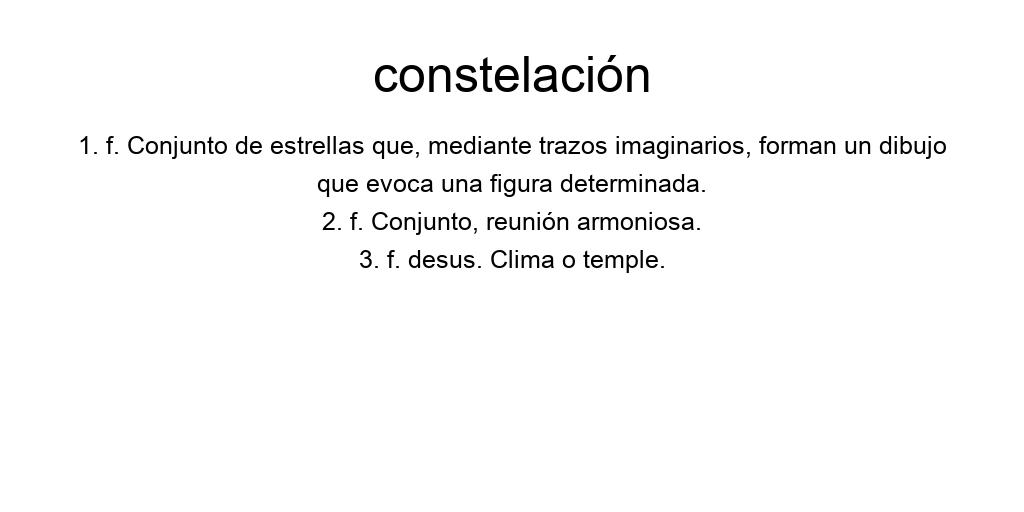 constelación
1. f. Conjunto de estrellas que, mediante trazos imaginarios, forman un dibujo
que evoca una figura determinada.
2. f. Conjunto, reunión armoniosa.
3. f. desus. Clima o temple.